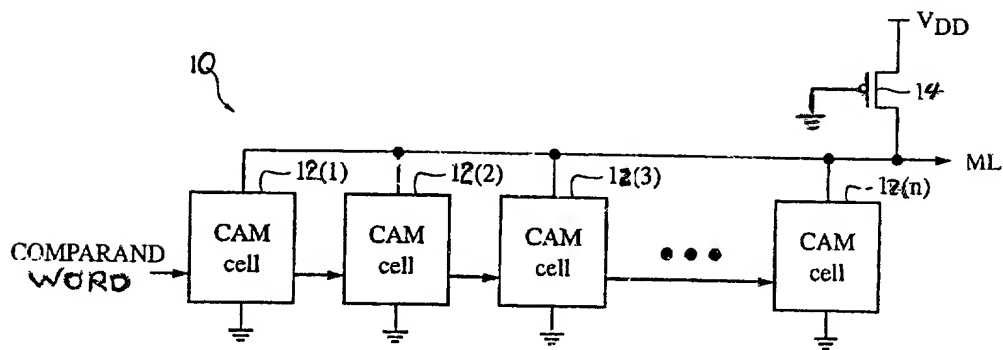 V_DD
10
14
ML
12(1)
12(2)
12(3)
12(n)
COMPARAND
WORD
CAM
cell
CAM
cell
CAM
cell
CAM
cell